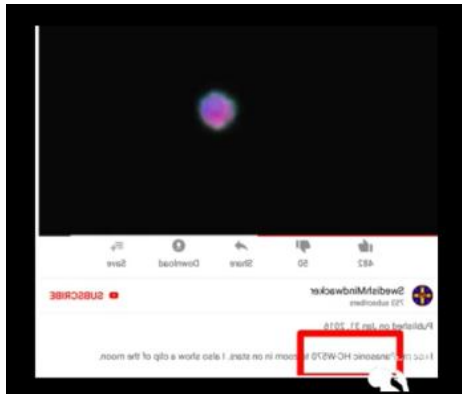 482 50 Share Download Save
SwedishMindwacker SUBSCRIBE
753 subscribers
Published on Jan 31, 2016
I use my Panasonic HC-W570 to zoom in on stars. I also show a clip of the moon.